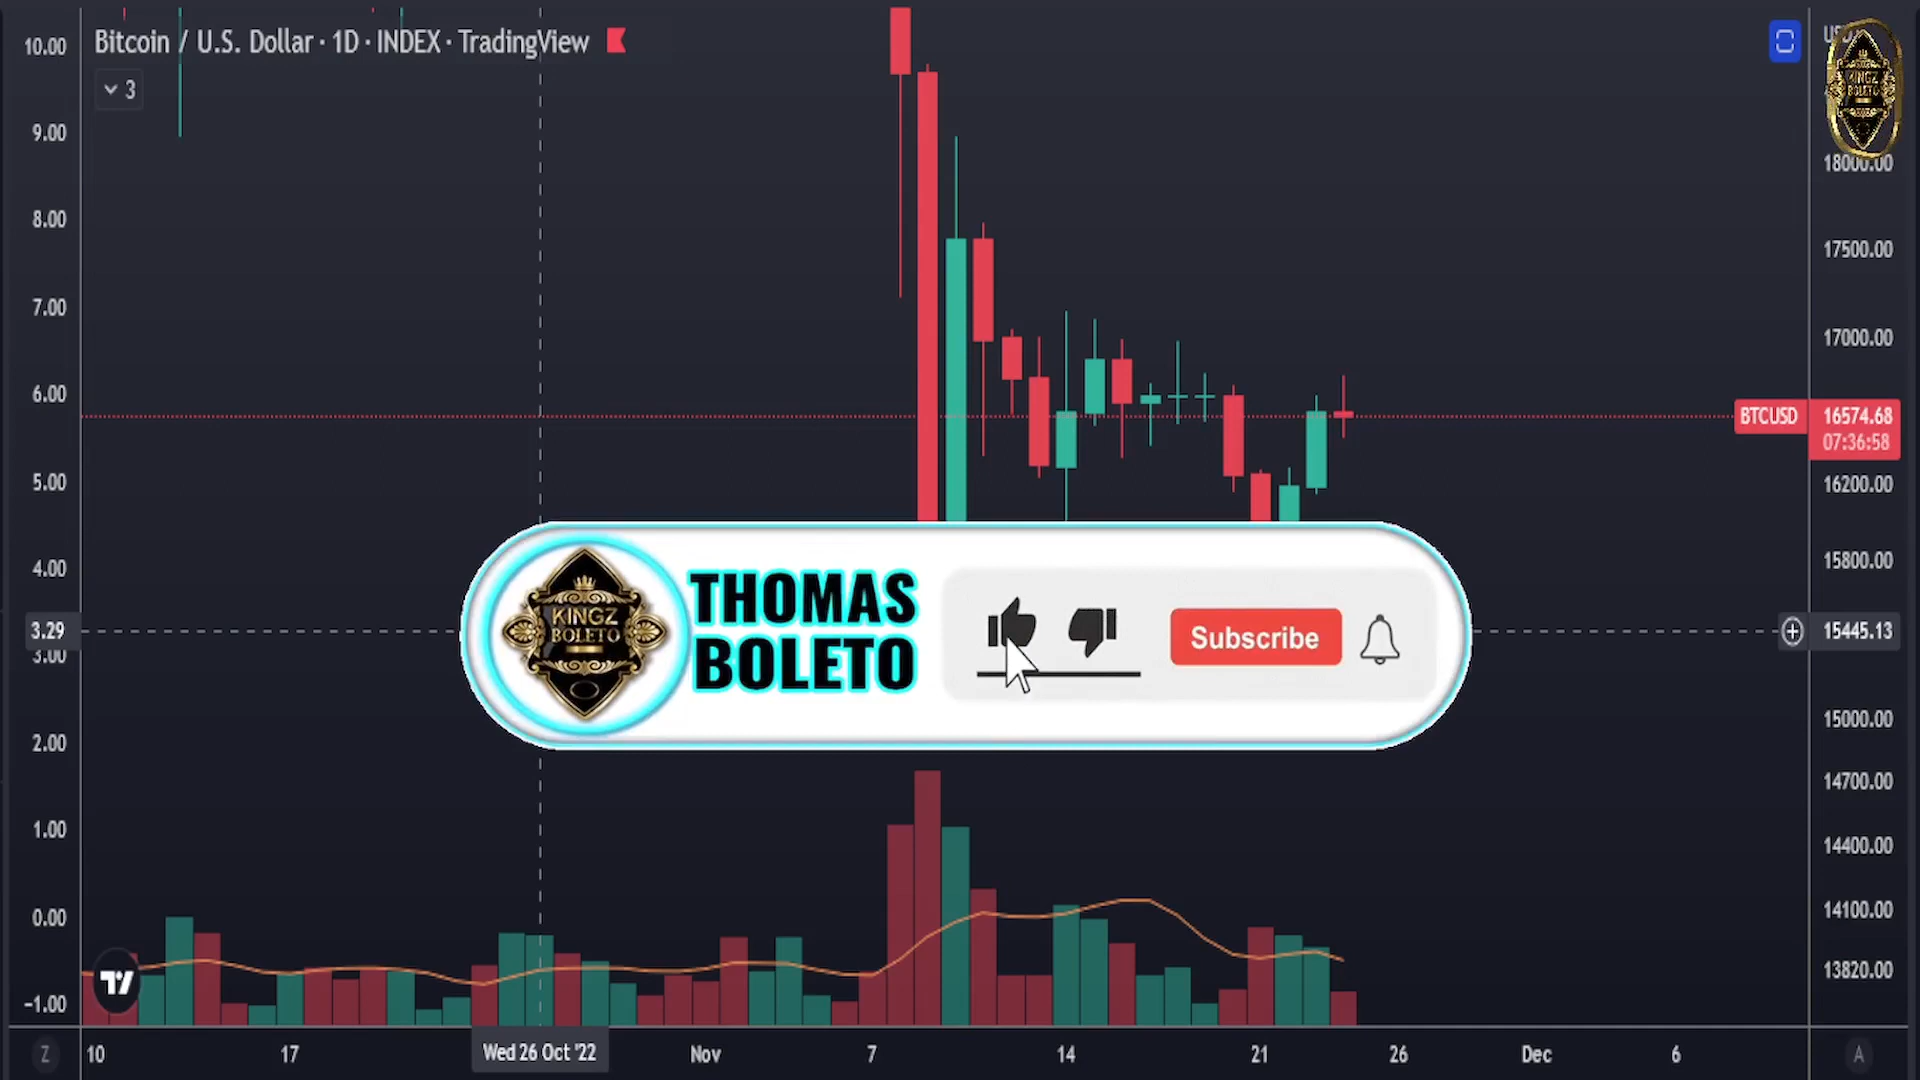 Bitcoin / U.S. Dollar · 1D · INDEX · TradingView
3
10.00
9.00
8.00
7.00
6.00
5.00
4.00
3.29
3.00
2.00
1.00
0.00
-1.00
KINGZ
BOLETO
18000.00
17500.00
17000.00
BTCUSD 16574.68
07:36:58
16200.00
15800.00
15445.13
15000.00
14700.00
14400.00
14100.00
13820.00
KINGZ
BOLETO
THOMAS
BOLETO
Subscribe
Z 10 17 Wed 26 Oct '22 Nov 7 14 21 26 Dec 6 A